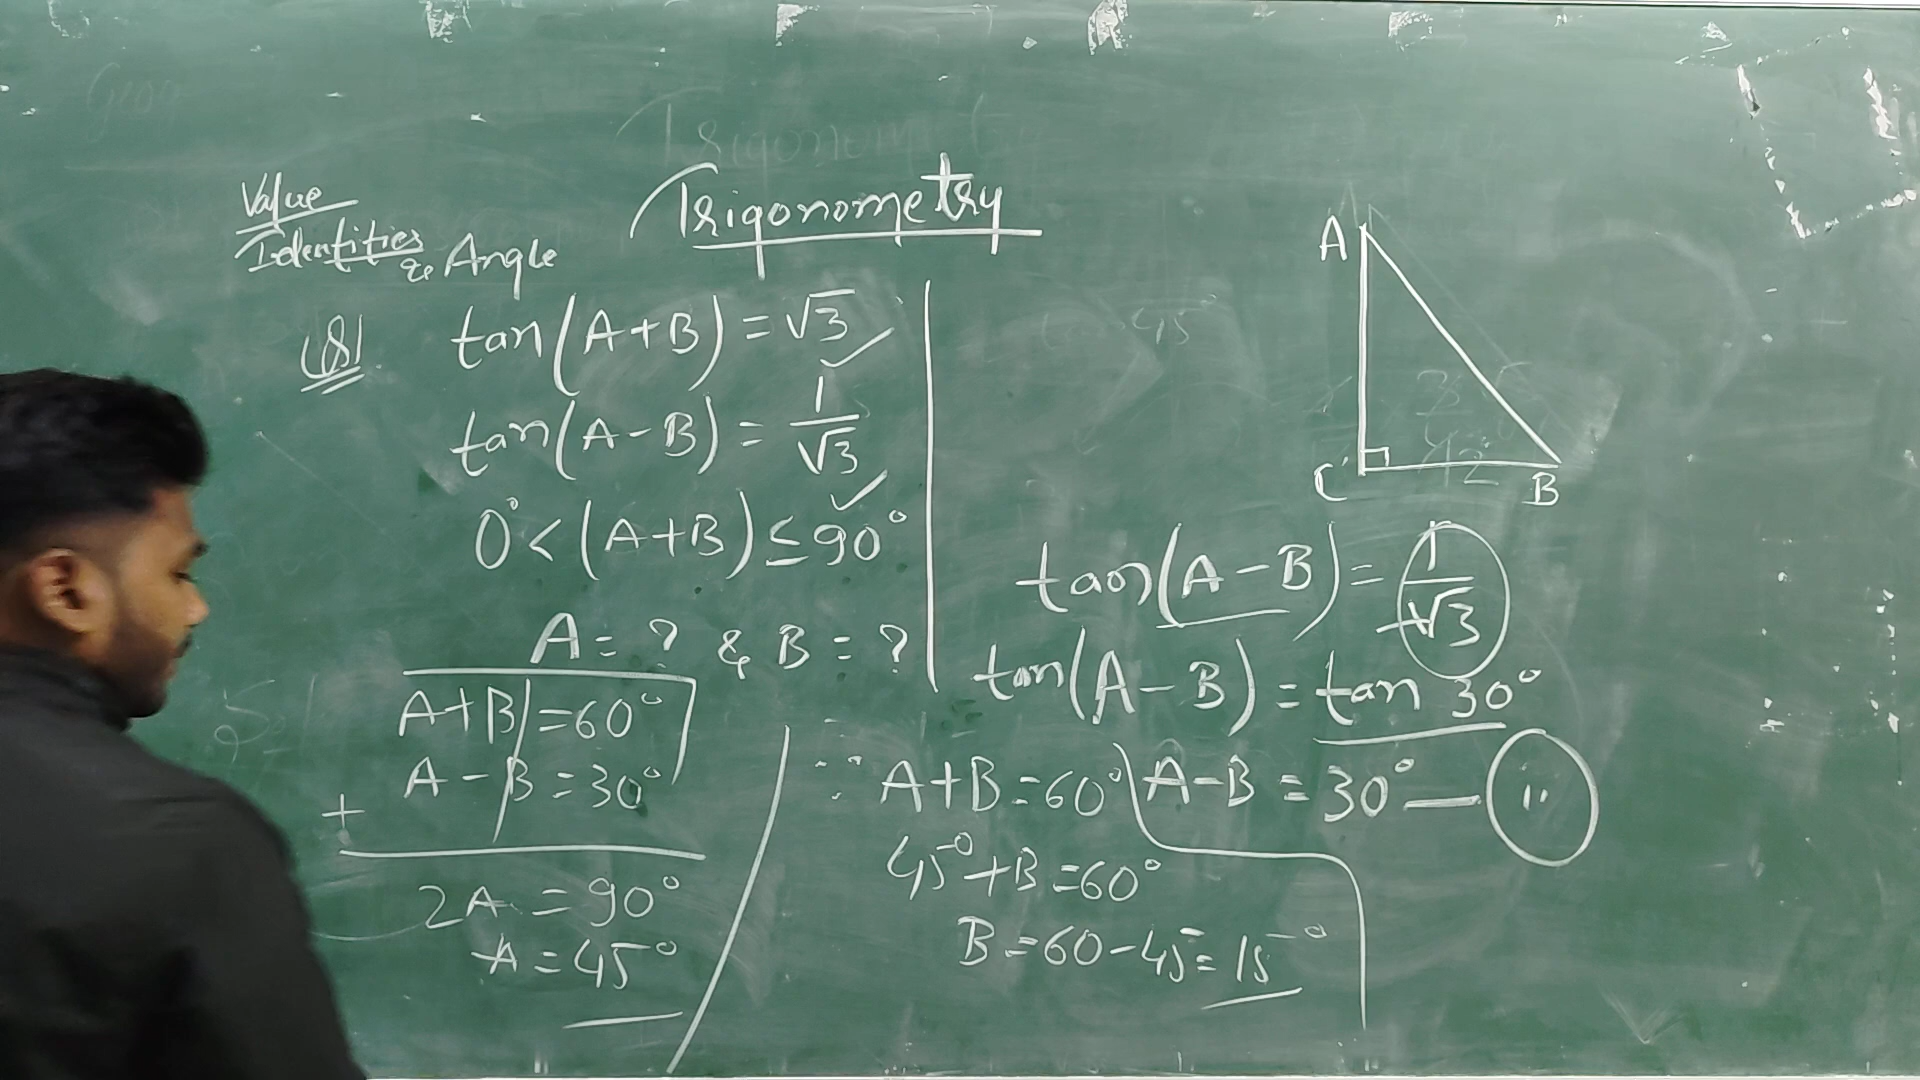 Trigonometry
Value
Identities
& Angle
(Q)
tan(A+B) = √3
tan(A-B) = 1/√3
0° < (A+B) ≤ 90°
A = ? & B = ?
A+B = 60°
A-B = 30°
+
2A = 90°
A = 45°
A
C
B
tan(A-B) = 1/√3
tan(A-B) = tan 30°
∵ A+B = 60°
A-B = 30° — (ii)
45° + B = 60°
B = 60 - 45 = 15°